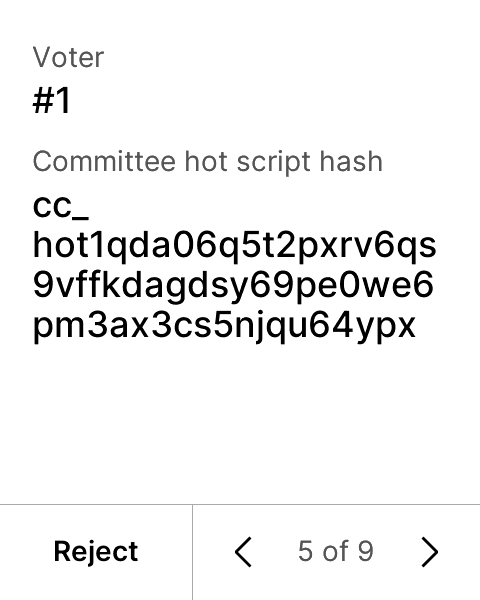 Voter
#1
Committee hot script hash
cc_
hot1qda06q5t2pxrv6qs
9vffkdagdsy69pe0we6
pm3ax3cs5njqu64ypx
Reject
5 of 9